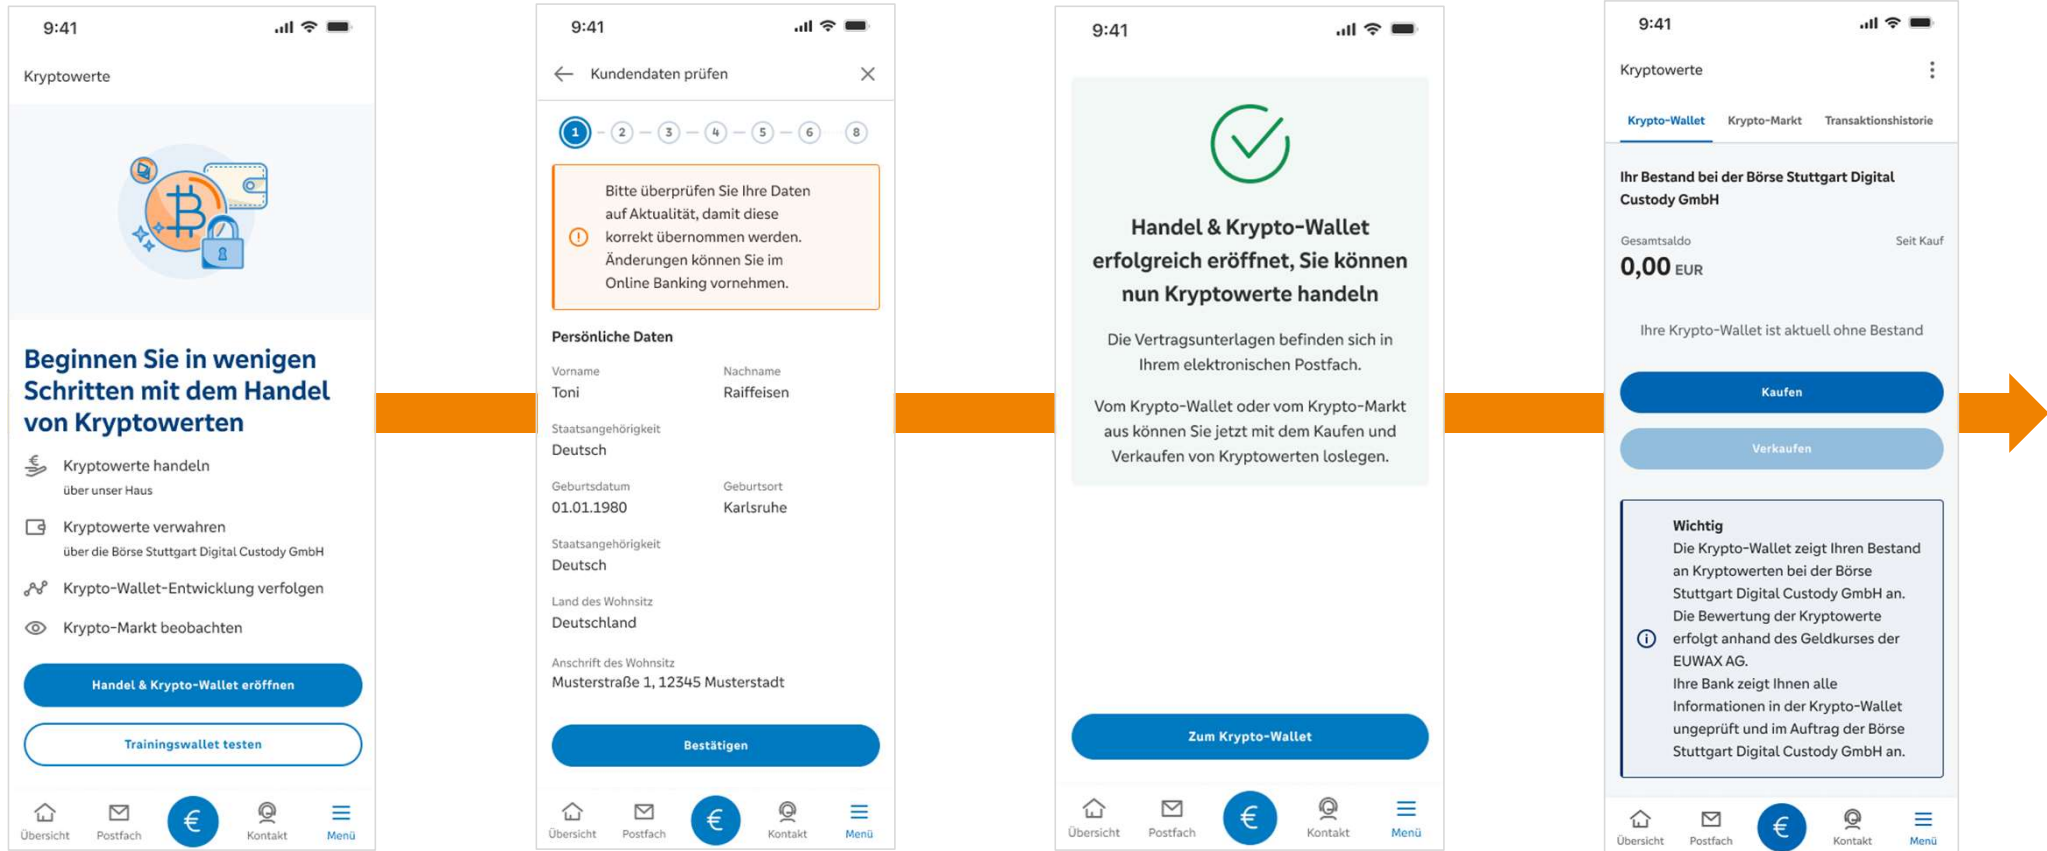 9:41
Kryptowerte
Beginnen Sie in wenigen
Schritten mit dem Handel
von Kryptowerten
Kryptowerte handeln
über unser Haus
Kryptowerte verwahren
über die Börse Stuttgart Digital Custody GmbH
Krypto-Wallet-Entwicklung verfolgen
Krypto-Markt beobachten
Handel & Krypto-Wallet eröffnen
Trainingswallet testen
Übersicht Postfach € Kontakt Menü
9:41
Kundendaten prüfen
1 2 3 4 5 6 8
Bitte überprüfen Sie Ihre Daten
auf Aktualität, damit diese
korrekt übernommen werden.
Änderungen können Sie im
Online Banking vornehmen.
Persönliche Daten
Vorname Nachname
Toni Raiffeisen
Staatsangehörigkeit
Deutsch
Geburtsdatum Geburtsort
01.01.1980 Karlsruhe
Staatsangehörigkeit
Deutsch
Land des Wohnsitz
Deutschland
Anschrift des Wohnsitz
Musterstraße 1, 12345 Musterstadt
Bestätigen
Übersicht Postfach € Kontakt Menü
9:41
Handel & Krypto-Wallet
erfolgreich eröffnet, Sie können
nun Kryptowerte handeln
Die Vertragsunterlagen befinden sich in
Ihrem elektronischen Postfach.
Vom Krypto-Wallet oder vom Krypto-Markt
aus können Sie jetzt mit dem Kaufen und
Verkaufen von Kryptowerten loslegen.
Zum Krypto-Wallet
Übersicht Postfach € Kontakt Menü
9:41
Kryptowerte
Krypto-Wallet Krypto-Markt Transaktionshistorie
Ihr Bestand bei der Börse Stuttgart Digital
Custody GmbH
Gesamtsaldo Seit Kauf
0,00 EUR
Ihre Krypto-Wallet ist aktuell ohne Bestand
Kaufen
Verkaufen
Wichtig
Die Krypto-Wallet zeigt Ihren Bestand
an Kryptowerten bei der Börse
Stuttgart Digital Custody GmbH an.
Die Bewertung der Kryptowerte
erfolgt anhand des Geldkurses der
EUWAX AG.
Ihre Bank zeigt Ihnen alle
Informationen in der Krypto-Wallet
ungeprüft und im Auftrag der Börse
Stuttgart Digital Custody GmbH an.
Übersicht Postfach € Kontakt Menü